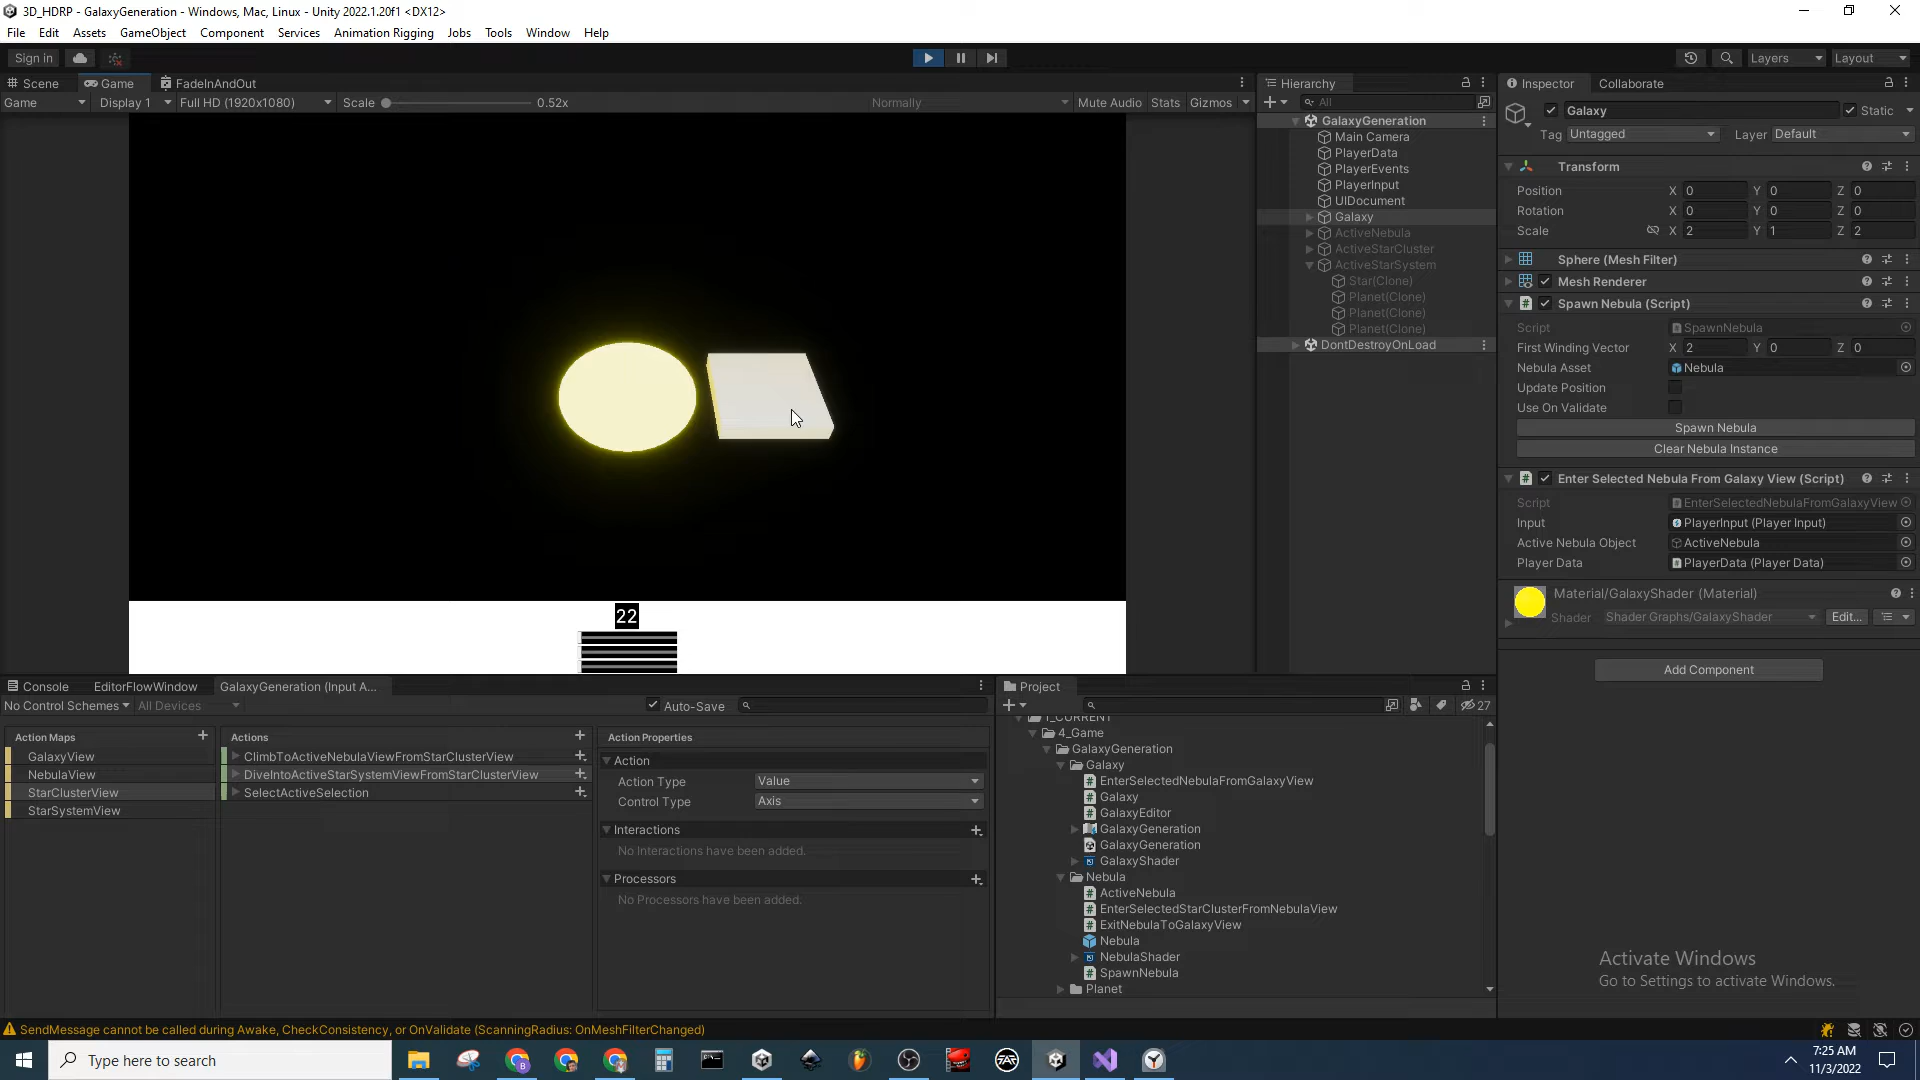 3D_HDRP - GalaxyGeneration - Windows, Mac, Linux - Unity 2022.1.20f1 <DX12>
File Edit Assets GameObject Component Services Animation Rigging Jobs Tools Window Help
Sign in
Layers
Layout
Scene
Game
FadeInAndOut
Game
Display 1
Full HD (1920x1080)
Scale
0.52x
Normally
Mute Audio
Stats
Gizmos
22
Hierarchy
All
GalaxyGeneration
Main Camera
PlayerData
PlayerEvents
PlayerInput
UIDocument
Galaxy
ActiveNebula
ActiveStarCluster
ActiveStarSystem
Star(Clone)
Planet(Clone)
Planet(Clone)
Planet(Clone)
DontDestroyOnLoad
Inspector
Collaborate
Galaxy
Static
Tag Untagged
Layer Default
Transform
Position X 0 Y 0 Z 0
Rotation X 0 Y 0 Z 0
Scale X 2 Y 1 Z 2
Sphere (Mesh Filter)
Mesh Renderer
Spawn Nebula (Script)
Script SpawnNebula
First Winding Vector X 2 Y 0 Z 0
Nebula Asset Nebula
Update Position
Use On Validate
Spawn Nebula
Clear Nebula Instance
Enter Selected Nebula From Galaxy View (Script)
Script EnterSelectedNebulaFromGalaxyView
Input PlayerInput (Player Input)
Active Nebula Object ActiveNebula
Player Data PlayerData (Player Data)
Material/GalaxyShader (Material)
Shader Shader Graphs/GalaxyShader Edit...
Add Component
Console
EditorFlowWindow
GalaxyGeneration (Input A...
No Control Schemes
All Devices
Auto-Save
Action Maps
GalaxyView
NebulaView
StarClusterView
StarSystemView
Actions
ClimbToActiveNebulaViewFromStarClusterView
DiveIntoActiveStarSystemViewFromStarClusterView
SelectActiveSelection
Action Properties
Action
Action Type Value
Control Type Axis
Interactions
No Interactions have been added.
Processors
No Processors have been added.
Project
27
1_CURRENT
4_Game
GalaxyGeneration
Galaxy
EnterSelectedNebulaFromGalaxyView
Galaxy
GalaxyEditor
GalaxyGeneration
GalaxyGeneration
GalaxyShader
Nebula
ActiveNebula
EnterSelectedStarClusterFromNebulaView
ExitNebulaToGalaxyView
Nebula
NebulaShader
SpawnNebula
Planet
Activate Windows
Go to Settings to activate Windows.
SendMessage cannot be called during Awake, CheckConsistency, or OnValidate (ScanningRadius: OnMeshFilterChanged)
Type here to search
7:25 AM
11/3/2022